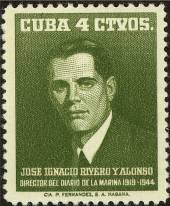 CUBA 4 CTVOS.
JOSE IGNACIO RIVERO Y ALONSO
DIRECTOR DEL DIARIO DE LA MARINA 1919-1944
CIA. P. FERNANDEZ, S. A. HABANA.